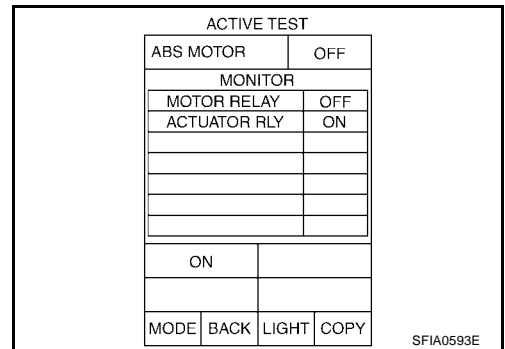 ACTIVE TEST
ABS MOTOR OFF
MONITOR
MOTOR RELAY OFF
ACTUATOR RLY ON
ON
MODE BACK LIGHT COPY
SFIA0593E